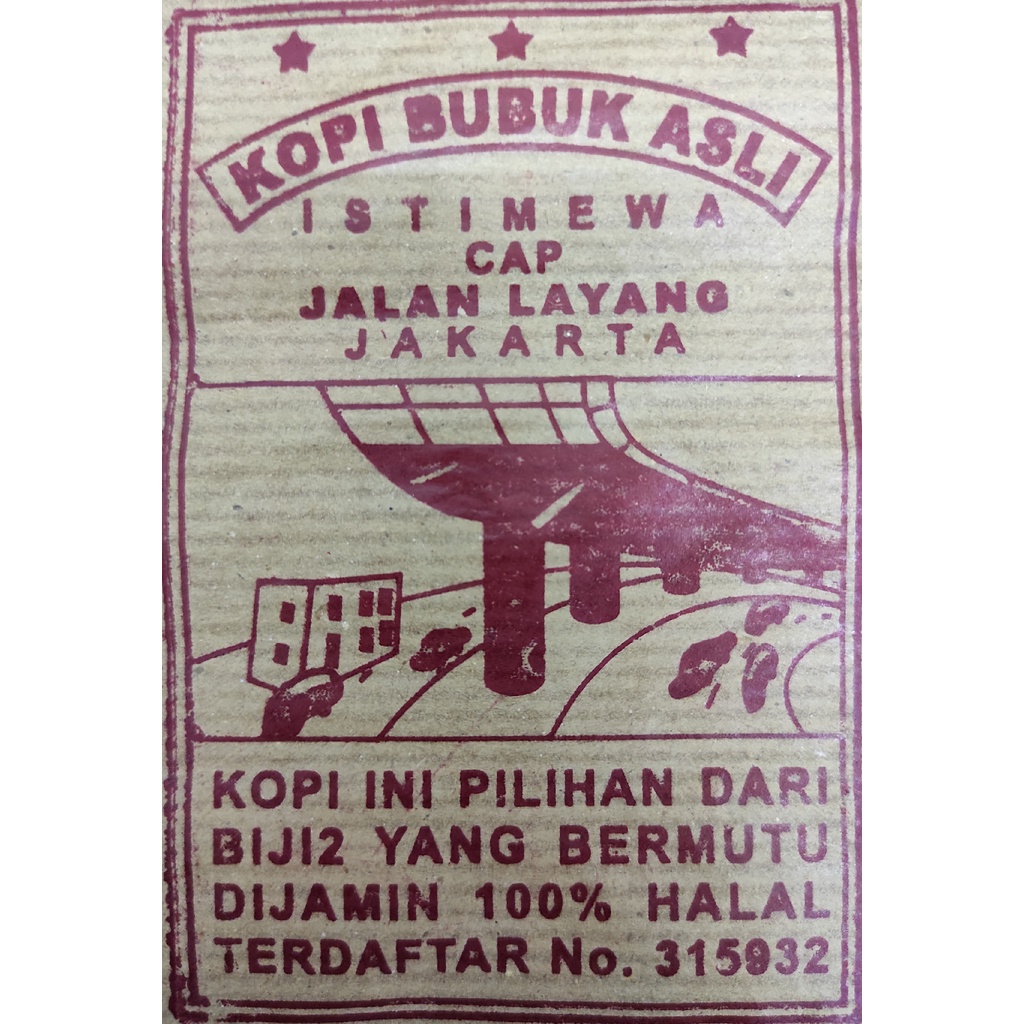 KOPI BUBUK ASLI
ISTIMEWA
CAP
JALAN LAYANG
JAKARTA
KOPI INI PILIHAN DARI
BIJI2 YANG BERMUTU
DIJAMIN 100% HALAL
TERDAFTAR No. 315932